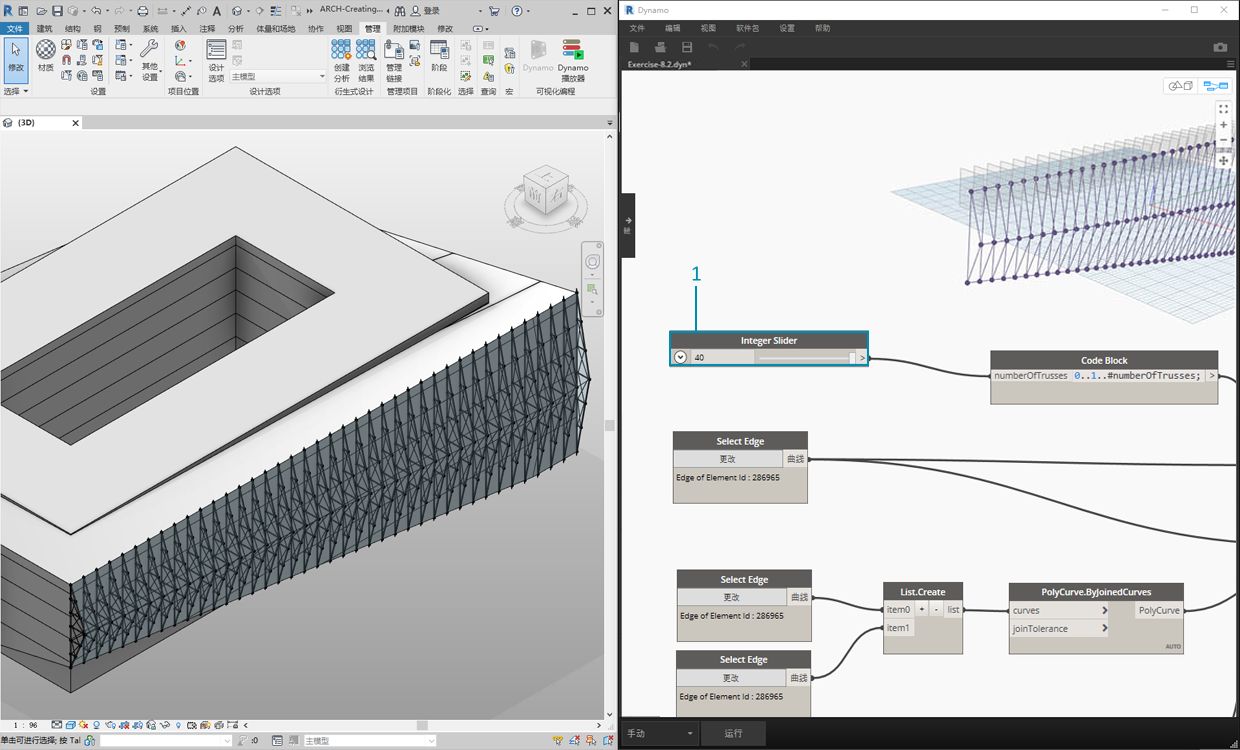 ARCH-Creating...
登录
文件 建筑 结构 钢 预制 系统 插入 注释 分析 体量和场地 协作 视图 管理 附加模块 修改
修改
材质
其他设置
设计选项
主模型
创建分析
浏览结果
管理链接
阶段
Dynamo
Dynamo 播放器
选择 设置 项目位置 设计选项 衍生式设计 管理项目 阶段化 选择 查询 宏 可视化编程
{3D}
1 : 96
单击可进行选择; 按 Tal
:0
主模型
Dynamo
文件 编辑 视图 软件包 设置 帮助
Exercise-8.2.dyn*
1
Integer Slider
40 >
Code Block
numberOfTrusses 0..1..#numberOfTrusses; >
Select Edge
更改 曲线
Edge of Element Id : 286965
Select Edge
更改 曲线
Edge of Element Id : 286965
List.Create
item0 + - list
item1
PolyCurve.ByJoinedCurves
curves > PolyCurve
joinTolerance >
AUTO
Select Edge
更改 曲线
Edge of Element Id : 286965
手动 运行